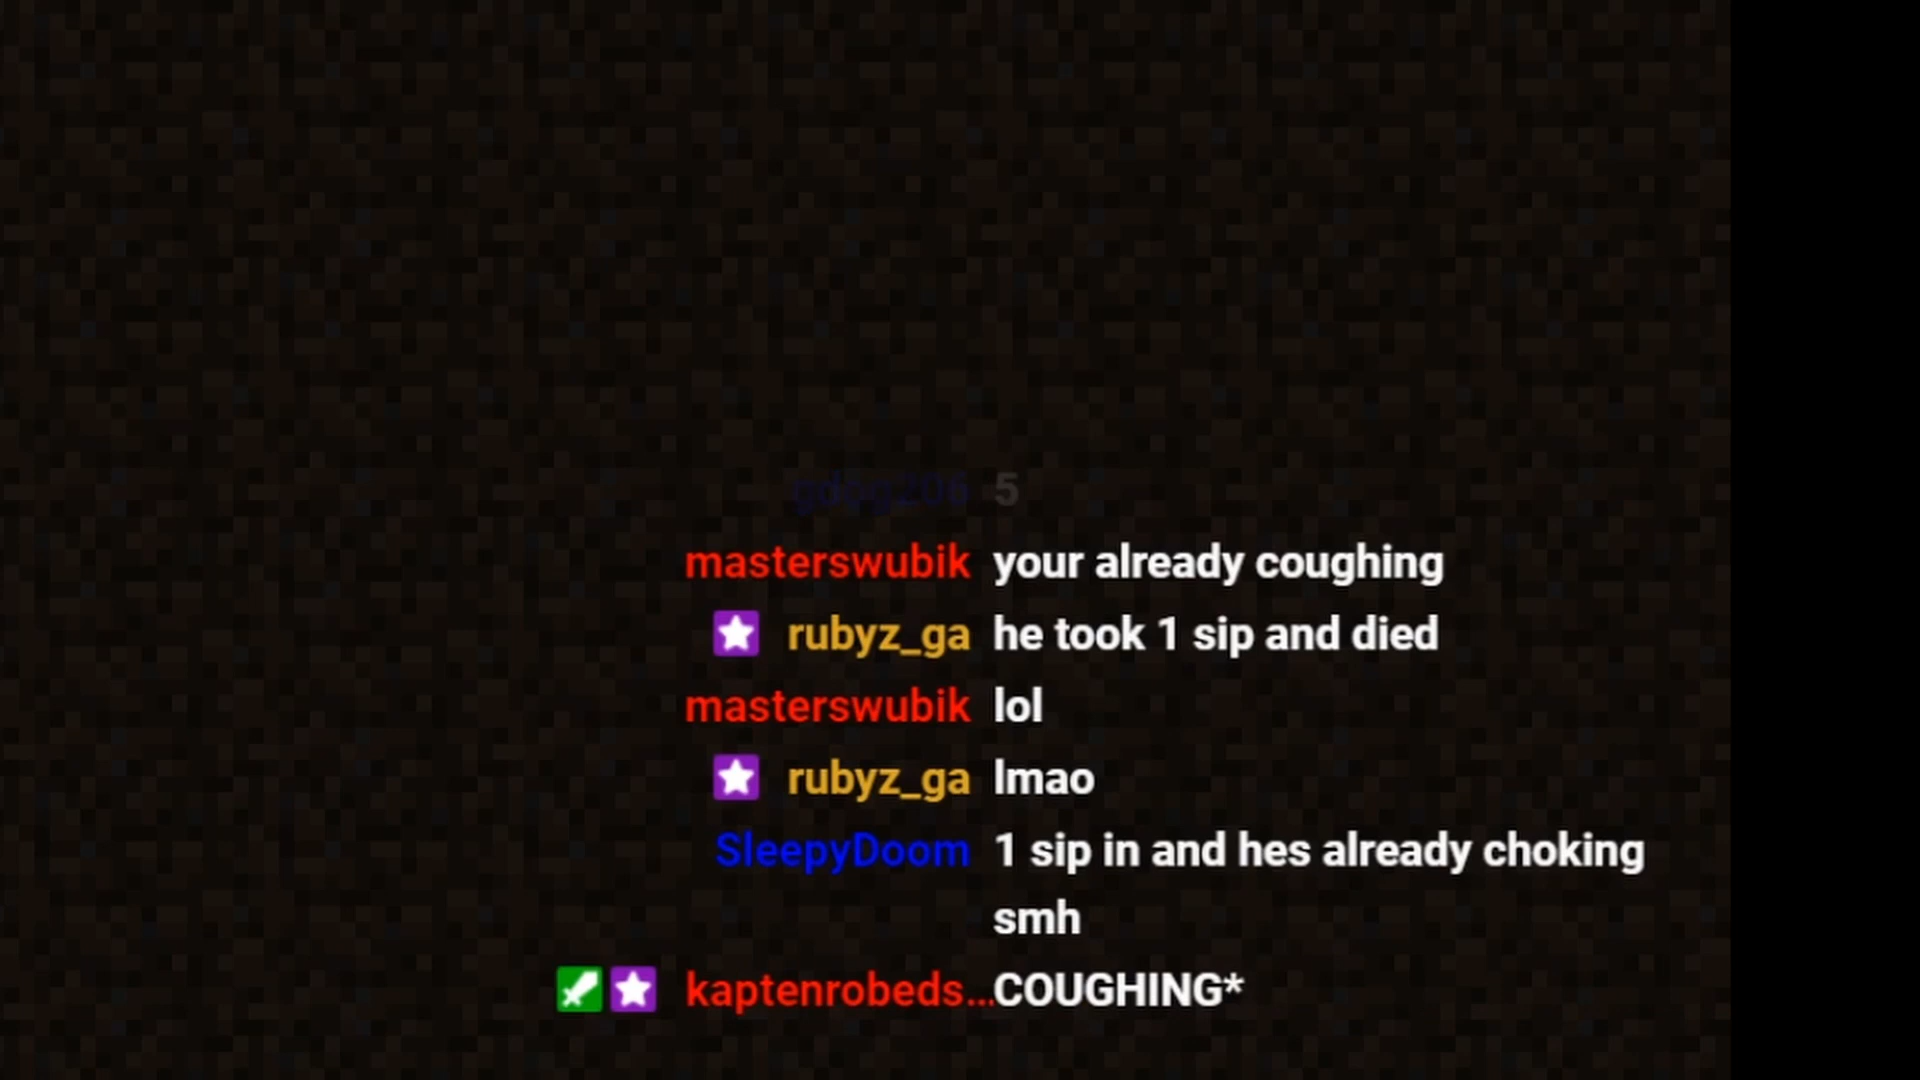 5
masterswubik your already coughing
rubyz_ga he took 1 sip and died
masterswubik lol
rubyz_ga lmao
SleepyDoom 1 sip in and hes already choking
smh
kaptenrobeds...COUGHING*